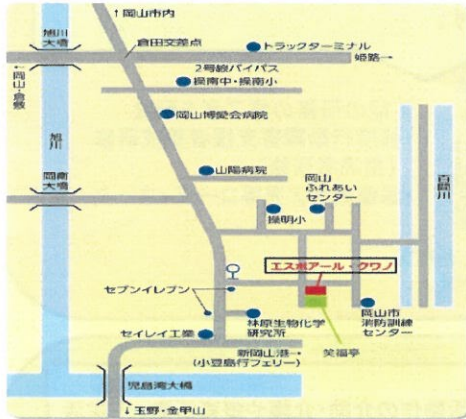 ↑岡山市内
旭川
大橋
倉田交差点
トラックターミナル
姫路→
2号線バイパス
←岡山・倉敷
操南中・操南小
岡山博愛会病院
旭川
山陽病院
岡南
大橋
岡山
ふれあい
センター
百間川
操明小
エスポアール・クワノ
セブンイレブン
林原生物化学
研究所
岡山市
消防訓練
センター
セイレイ工業
新岡山港→
(小豆島行フェリー)
笑福亭
児島湾大橋
↓玉野・金甲山